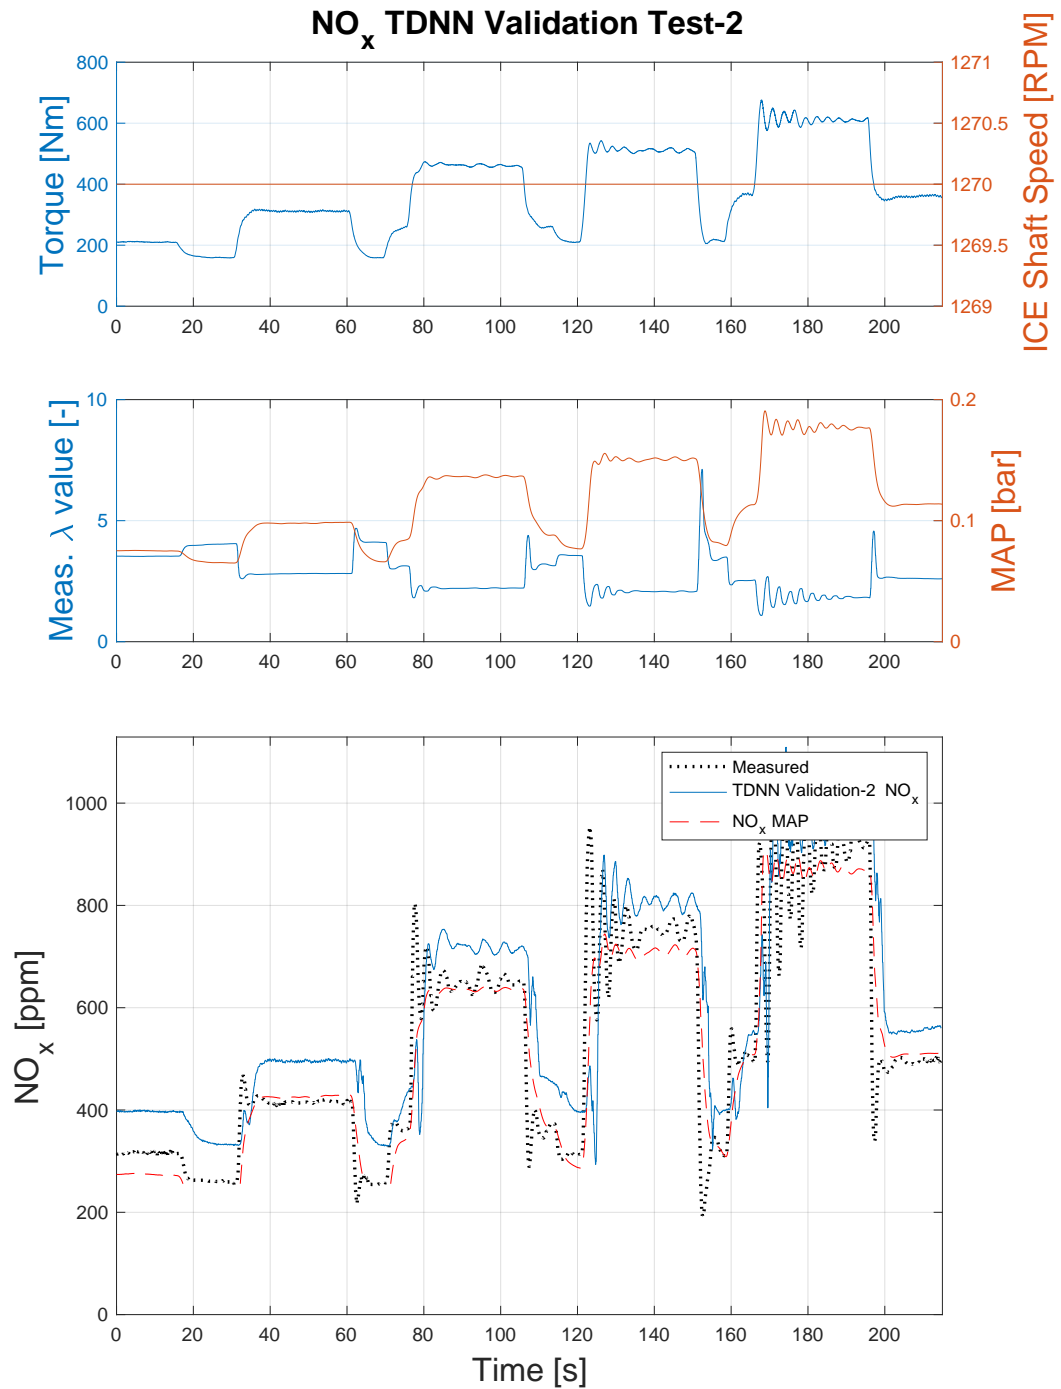 NOx TDNN Validation Test-2
Torque [Nm]
800
600
400
200
0
1271
1270.5
1270
1269.5
1269
ICE Shaft Speed [RPM]
0 20 40 60 80 100 120 140 160 180 200
Meas. λ value [-]
10
5
0
0.2
0.1
0
MAP [bar]
0 20 40 60 80 100 120 140 160 180 200
NOx [ppm]
1000
800
600
400
200
0
Measured
TDNN Validation-2 NOx
NOx MAP
0 20 40 60 80 100 120 140 160 180 200
Time [s]